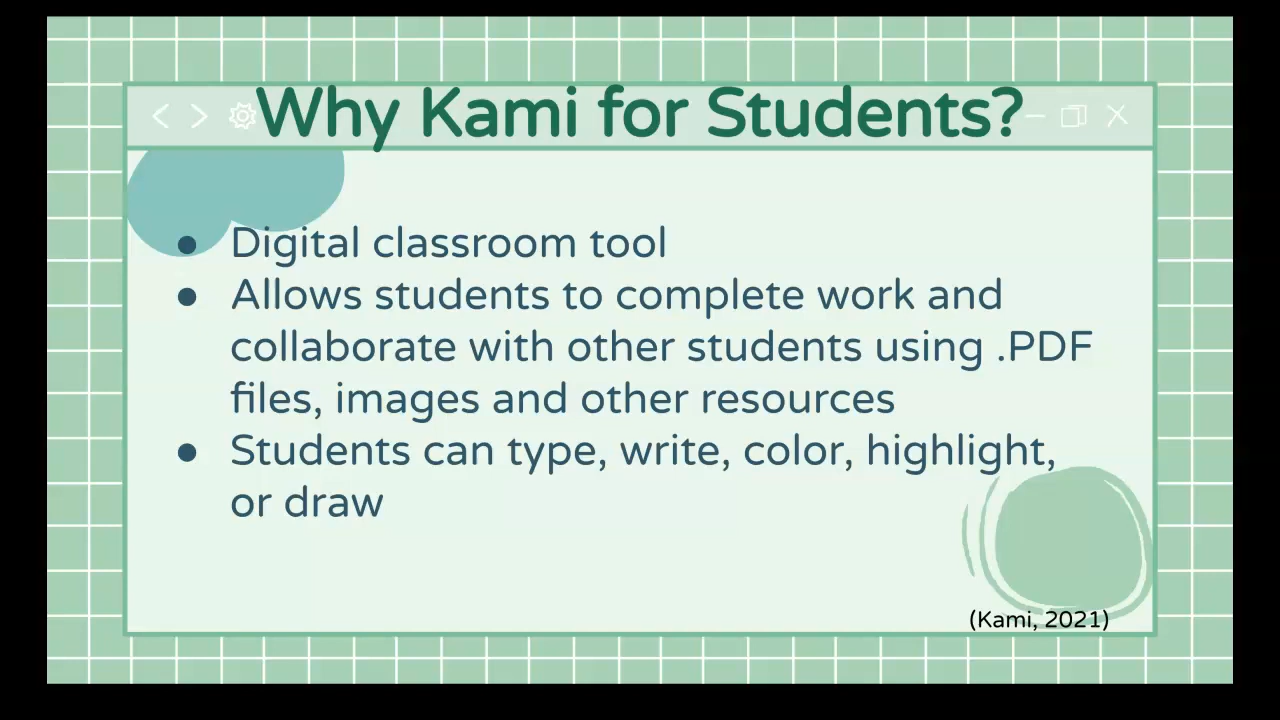 Why Kami for Students?
● Digital classroom tool
● Allows students to complete work and
collaborate with other students using .PDF
files, images and other resources
● Students can type, write, color, highlight,
or draw
(Kami, 2021)